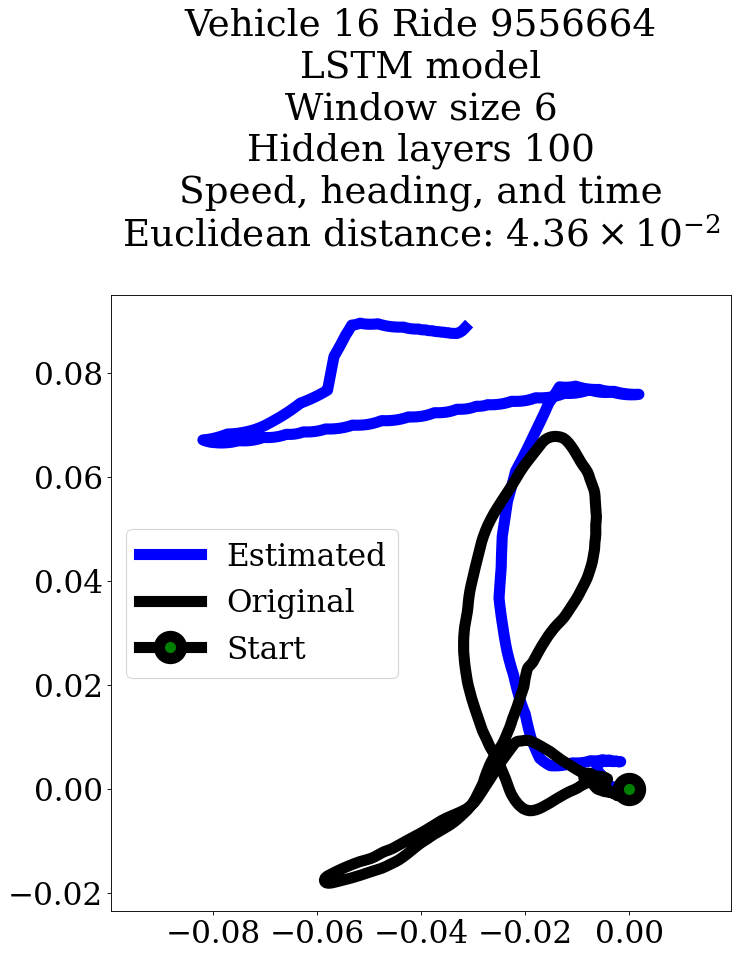 Vehicle 16 Ride 9556664
LSTM model
Window size 6
Hidden layers 100
Speed, heading, and time
Euclidean distance: 4.36 × 10⁻²
0.08
0.06
0.04
0.02
0.00
−0.02
Estimated
Original
Start
−0.08 −0.06 −0.04 −0.02 0.00